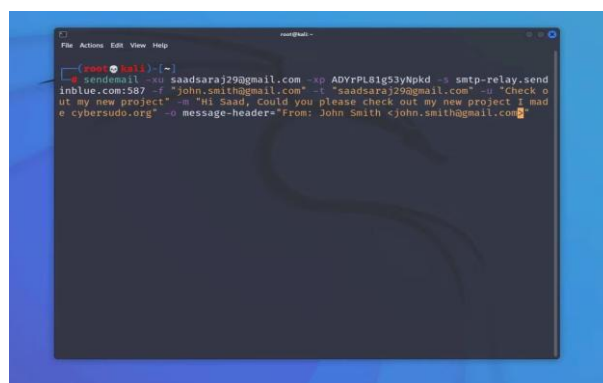 root@kali: ~
File Actions Edit View Help
(root💀kali)-[~]
# sendemail -xu saadsaraj29@gmail.com -xp ADYrPL81g53yNpkd -s smtp-relay.send
inblue.com:587 -f "john.smith@gmail.com" -t "saadsaraj29@gmail.com" -u "Check o
ut my new project" -m "Hi Saad, Could you please check out my new project I mad
e cybersudo.org" -o message-header="From: John Smith <john.smith@gmail.com>"